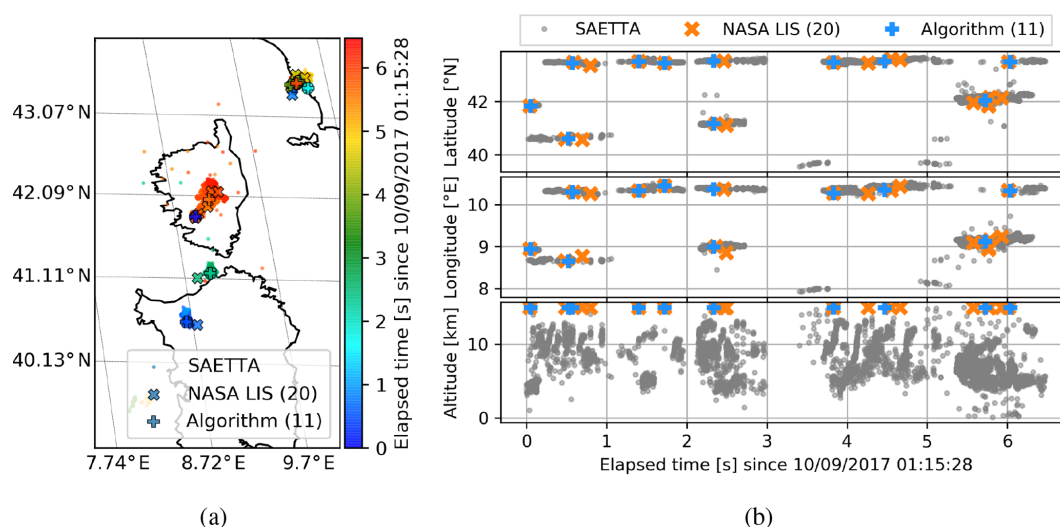 43.07° N
42.09° N
41.11° N
40.13° N
7.74° E 8.72° E 9.7° E
SAETTA
NASA LIS (20)
Algorithm (11)
6
5
4
3
2
1
0
Elapsed time [s] since 10/09/2017 01:15:28
(a)
SAETTA NASA LIS (20) Algorithm (11)
Latitude [°N]
42
40
Longitude [°E]
10
9
8
Altitude [km]
10
0
0 1 2 3 4 5 6
Elapsed time [s] since 10/09/2017 01:15:28
(b)